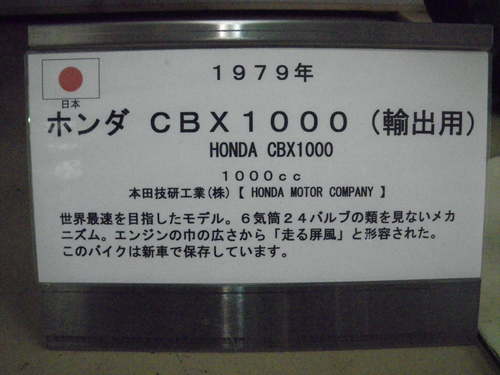 1979年
日本
ホンダ CBX1000 (輸出用)
HONDA CBX1000
1000cc
本田技研工業(株)【 HONDA MOTOR COMPANY 】
世界最速を目指したモデル。6気筒24バルブの類を見ないメカ
ニズム。エンジンの巾の広さから「走る屏風」と形容された。
このバイクは新車で保存しています。